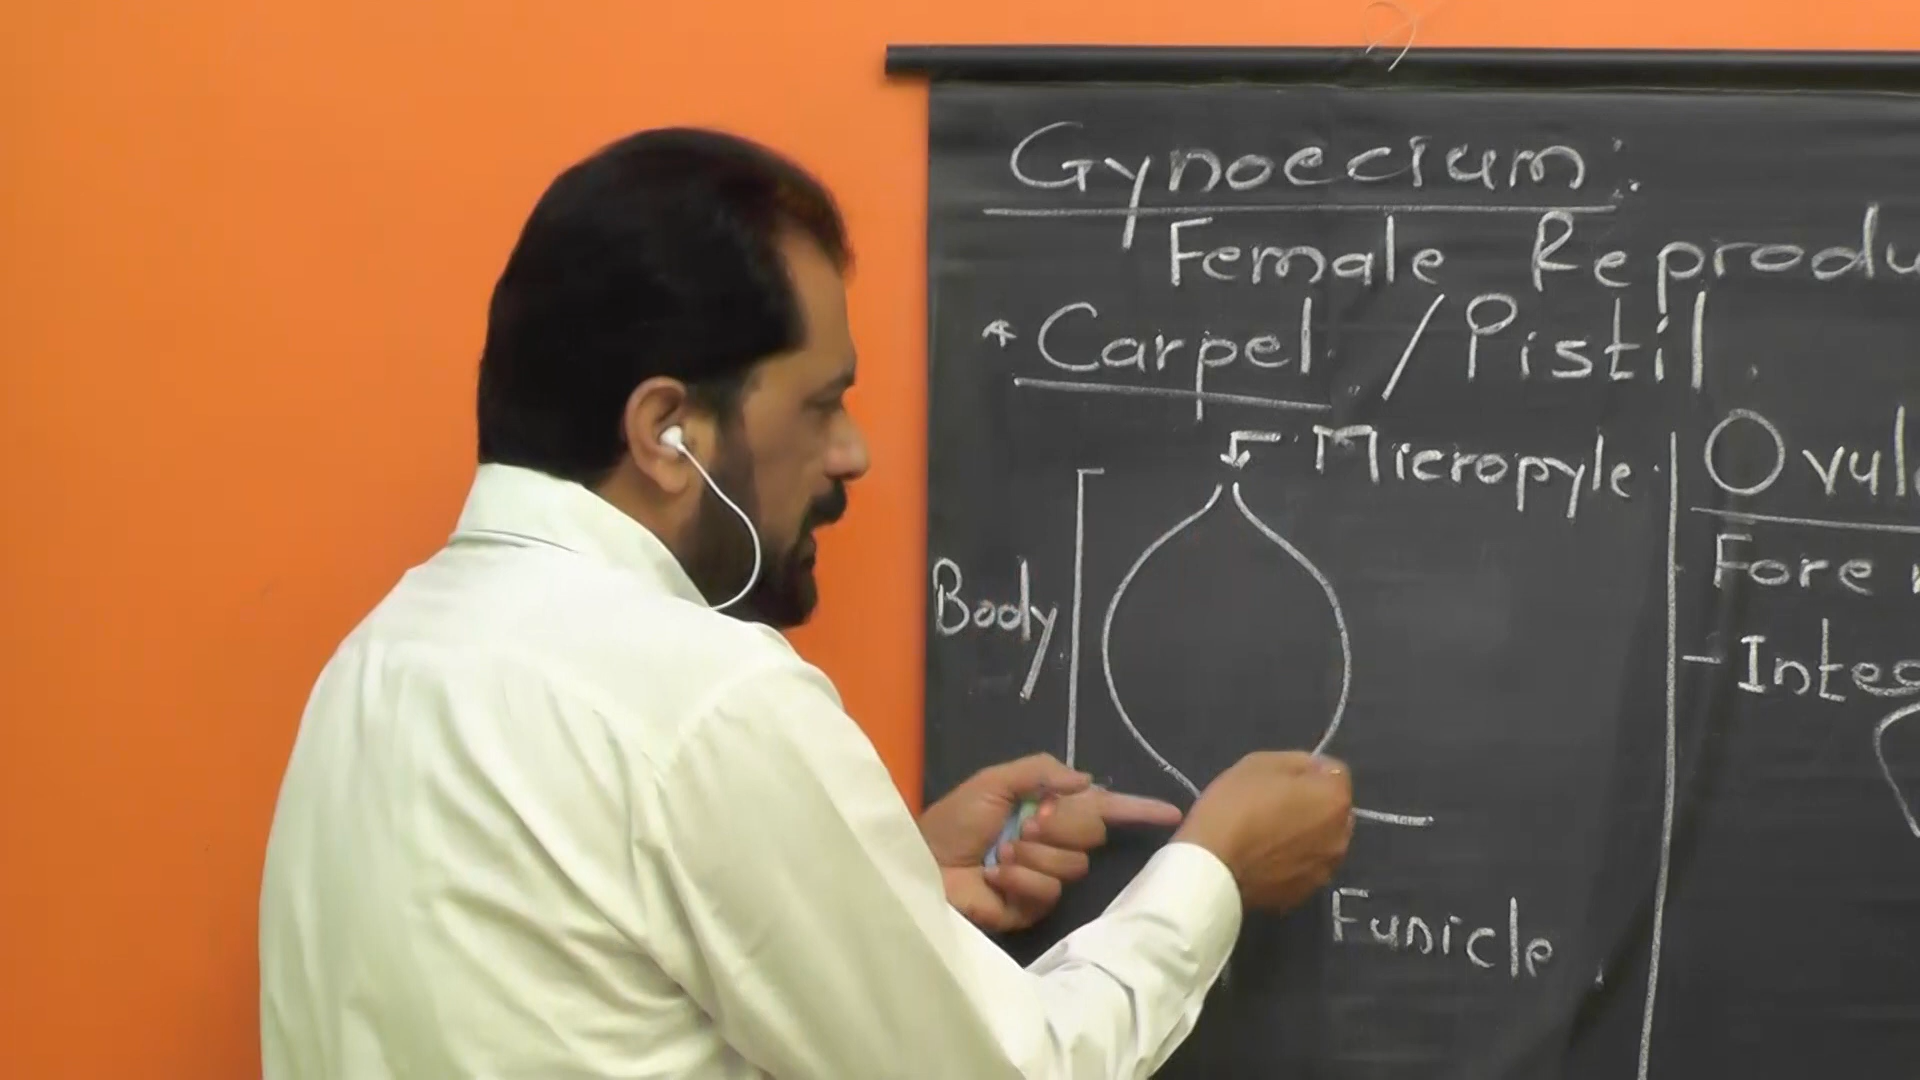 Gynoecium:
Female Reprodu
* Carpel / Pistil
Micropyle
Body
Funicle
Ovul
Fore
- Integ